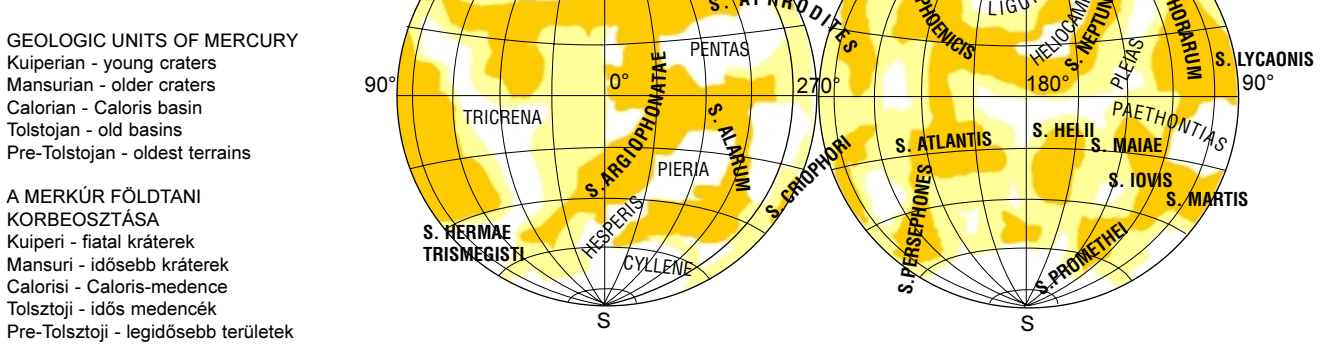 GEOLOGIC UNITS OF MERCURY
Kuiperian - young craters
Mansurian - older craters
Calorian - Caloris basin
Tolstojan - old basins
Pre-Tolstojan - oldest terrains
A MERKÚR FÖLDTANI
KORBEOSZTÁSA
Kuiperi - fiatal kráterek
Mansuri - idősebb kráterek
Calorisi - Caloris-medence
Tolsztoji - idős medencék
Pre-Tolsztoji - legidősebb területek
S. APHRODITES
PENTAS
90°
0°
270°
TRICRENA
S. ARGIOPHONATAE
S. ALARUM
PIERIA
S. CRIOPHORI
S. HERMAE
TRISMEGISTI
HESPERIS
CYLLENE
S
PHOENICIS
S. NEPTUN
PLEIAS
S. LYCAONIS
180°
90°
PAETHONTIAS
S. ATLANTIS
S. HELII
S. MAIAE
S. IOVIS
S. MARTIS
S. PERSEPHONES
S. PROMETHEI
S